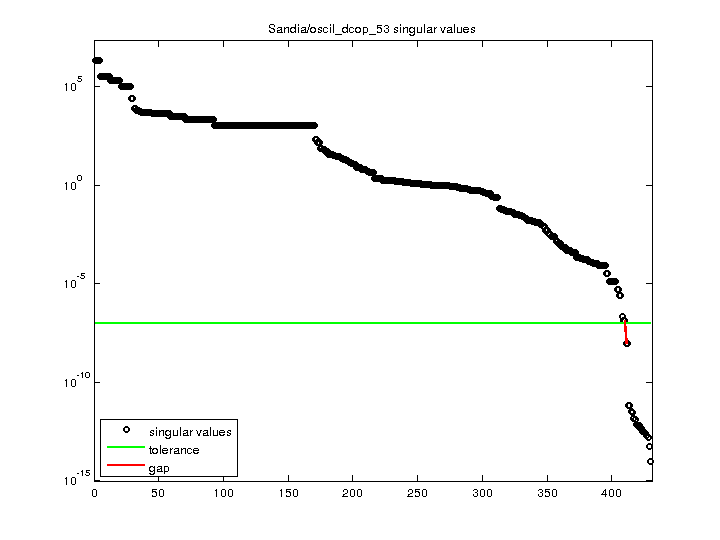 Sandia/oscil_dcop_53 singular values
10^5
10^0
10^-5
10^-10
10^-15
singular values
tolerance
gap
0 50 100 150 200 250 300 350 400